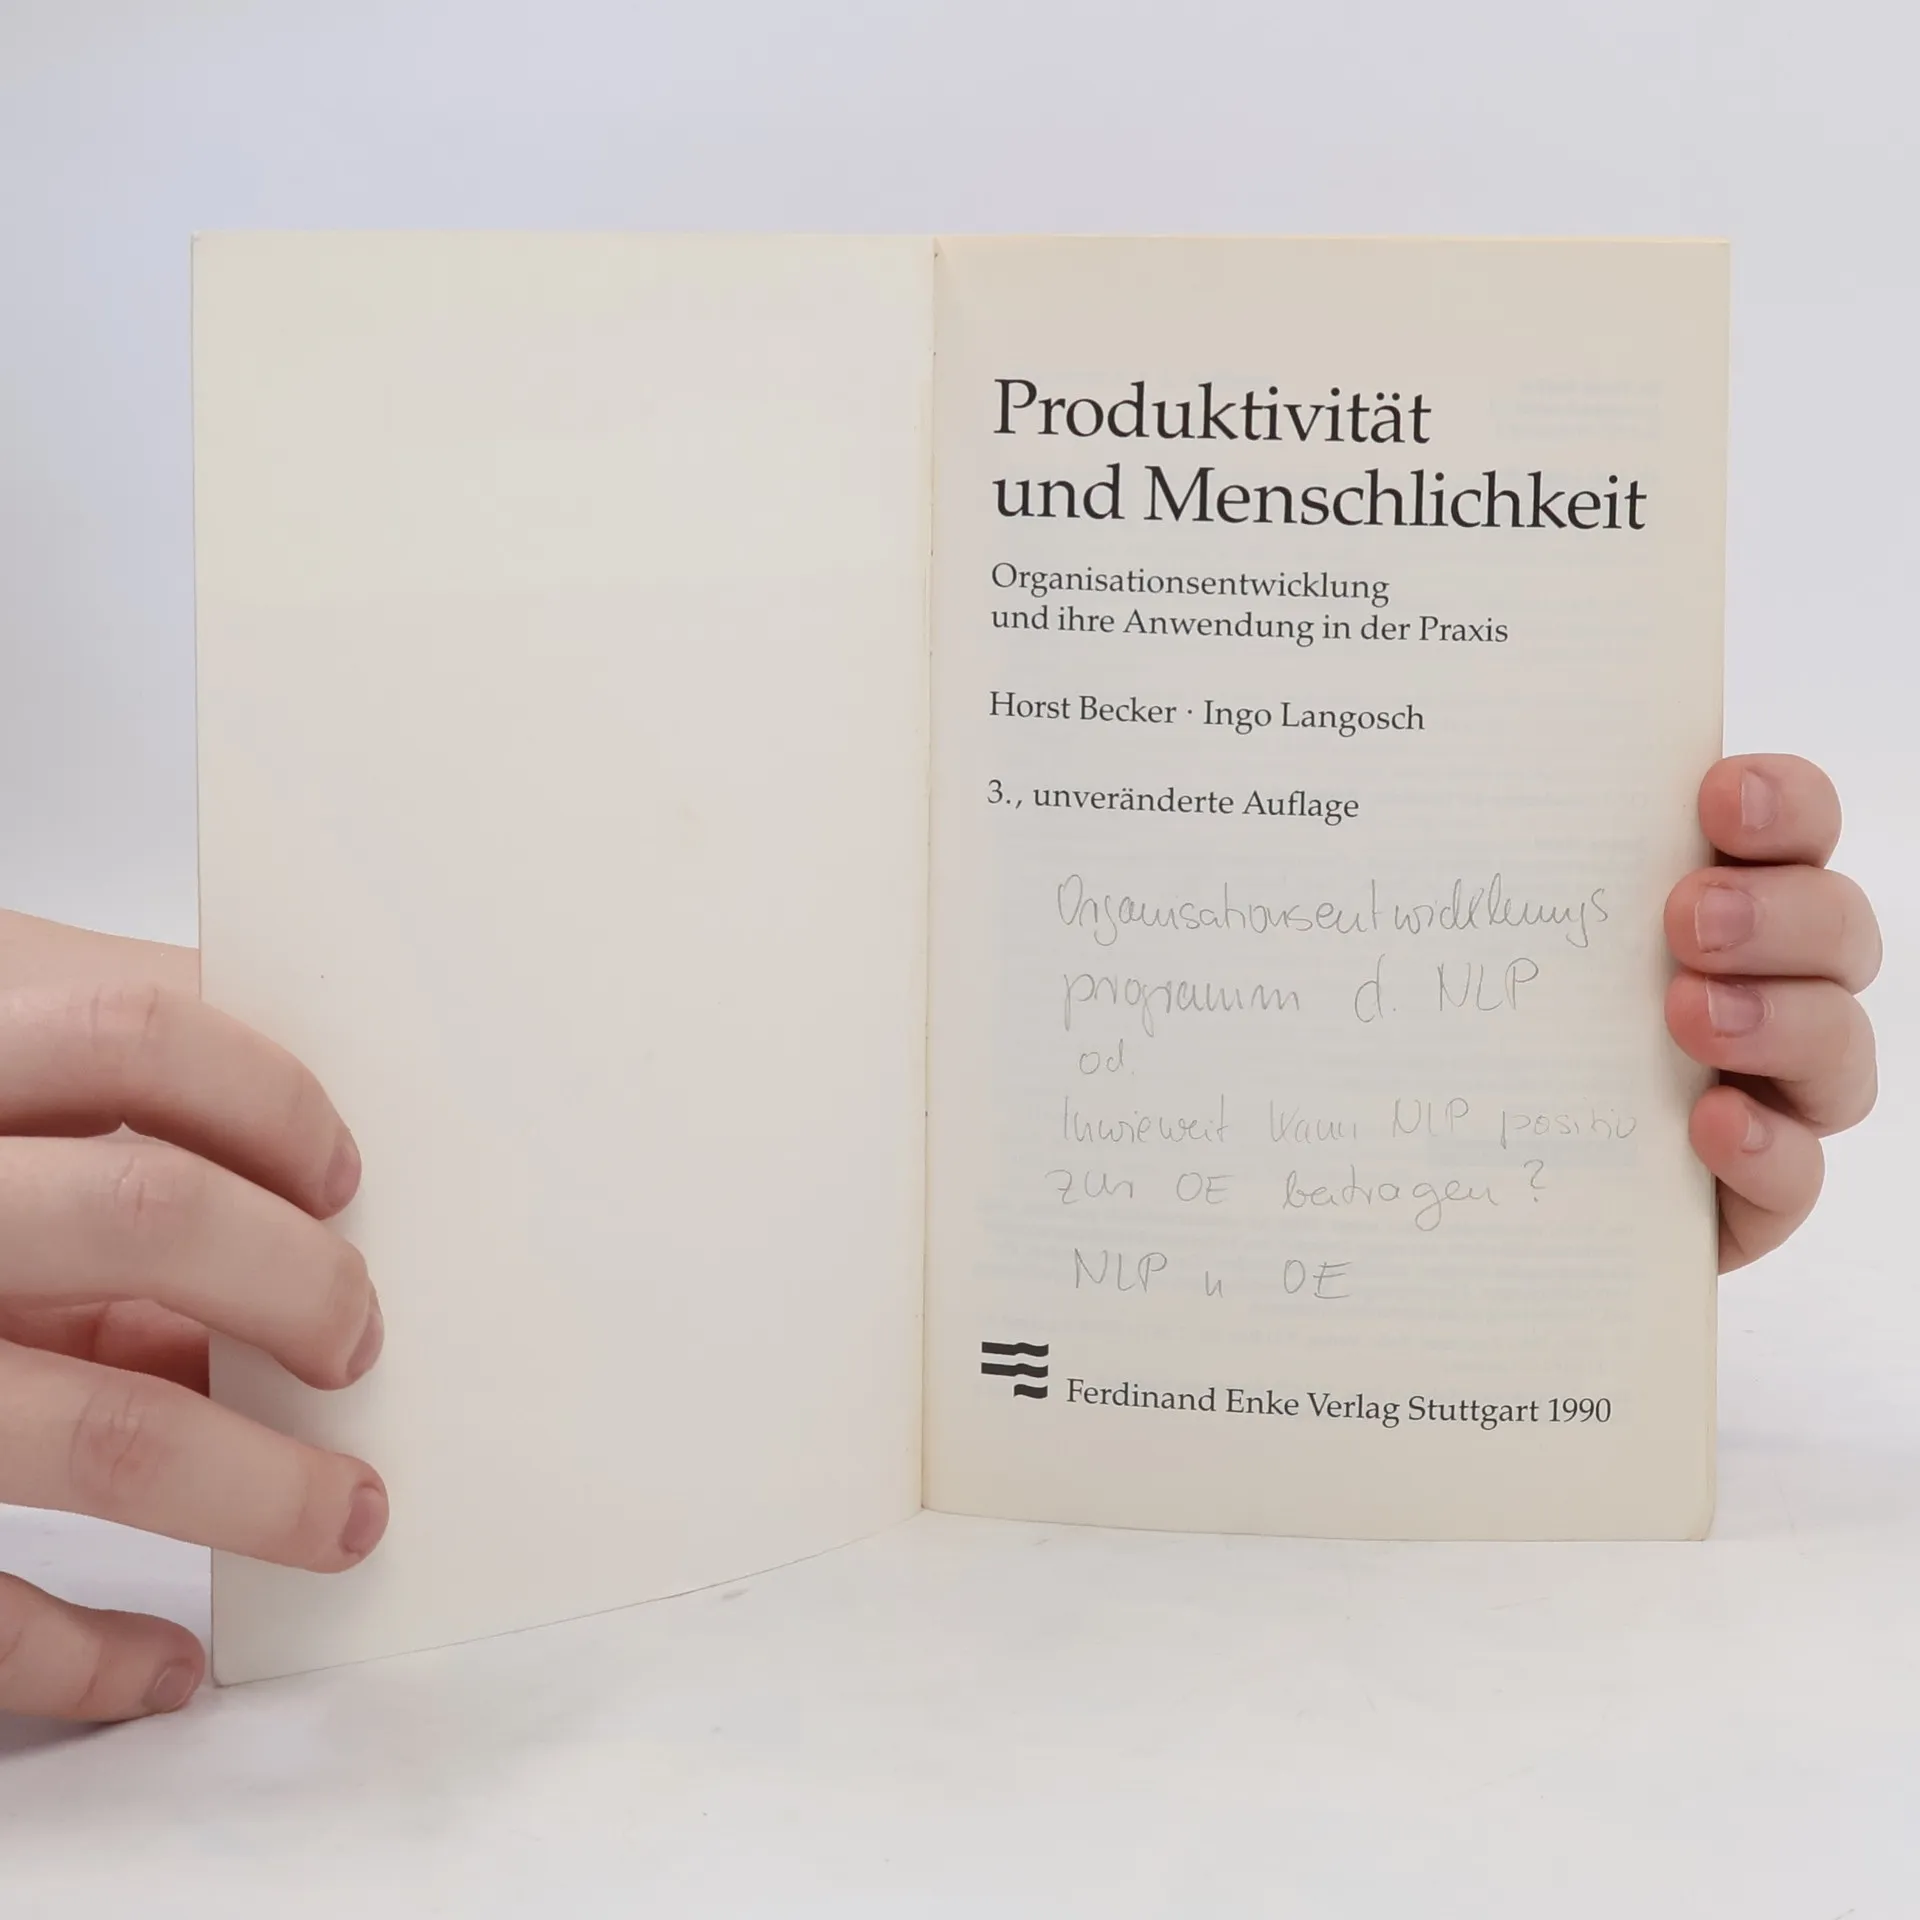 Produktivität
und Menschlichkeit
Organisationsentwicklung
und ihre Anwendung in der Praxis
Horst Becker · Ingo Langosch
3., unveränderte Auflage
Organisationsentwicklungs
programm d. NLP
od.
Inwieweit kann NLP positiv
zur OE beitragen?
NLP u OE
Ferdinand Enke Verlag Stuttgart 1990